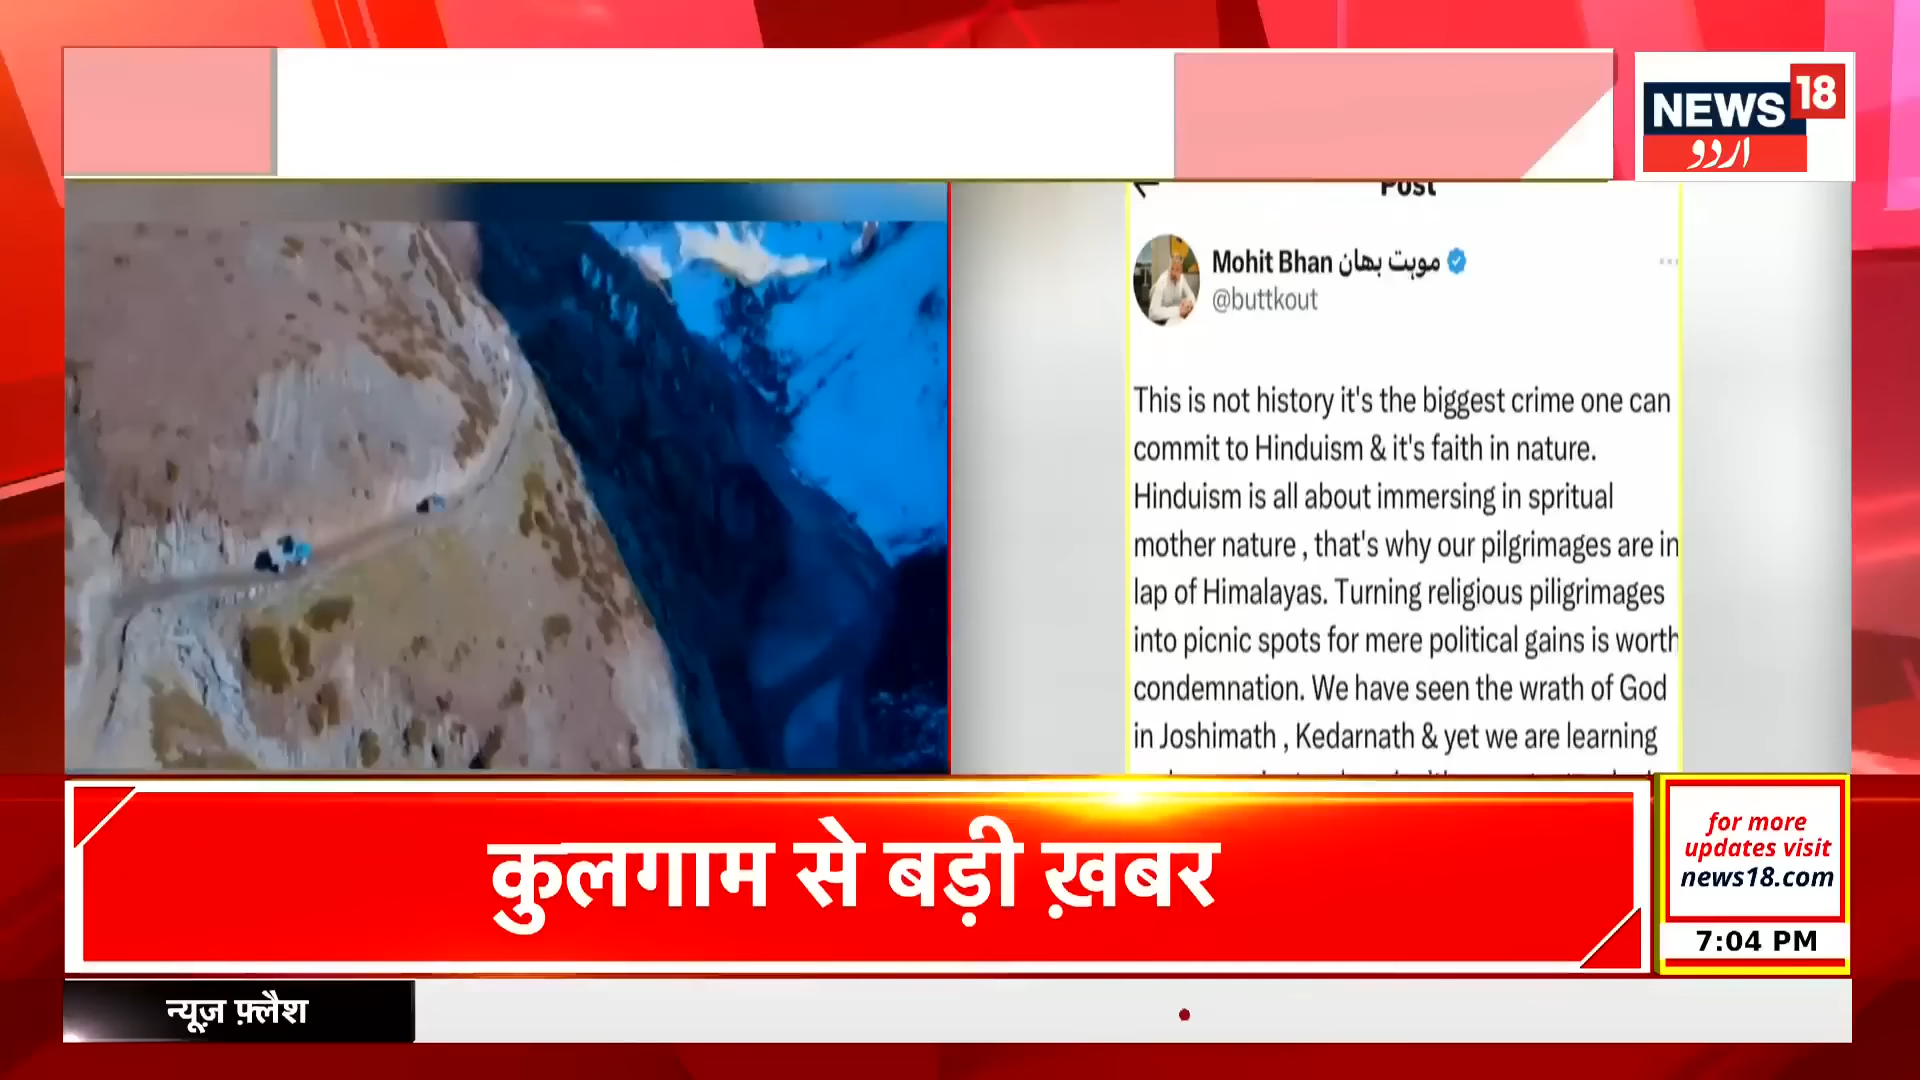 NEWS 18
اردو
Post
Mohit Bhan موہت بھان
@buttkout
This is not history it's the biggest crime one can
commit to Hinduism & it's faith in nature.
Hinduism is all about immersing in spritual
mother nature , that's why our pilgrimages are in
lap of Himalayas. Turning religious piligrimages
into picnic spots for mere political gains is worth
condemnation. We have seen the wrath of God
in Joshimath , Kedarnath & yet we are learning
कुलगाम से बड़ी ख़बर
for more
updates visit
news18.com
7:04 PM
न्यूज़ फ़्लैश